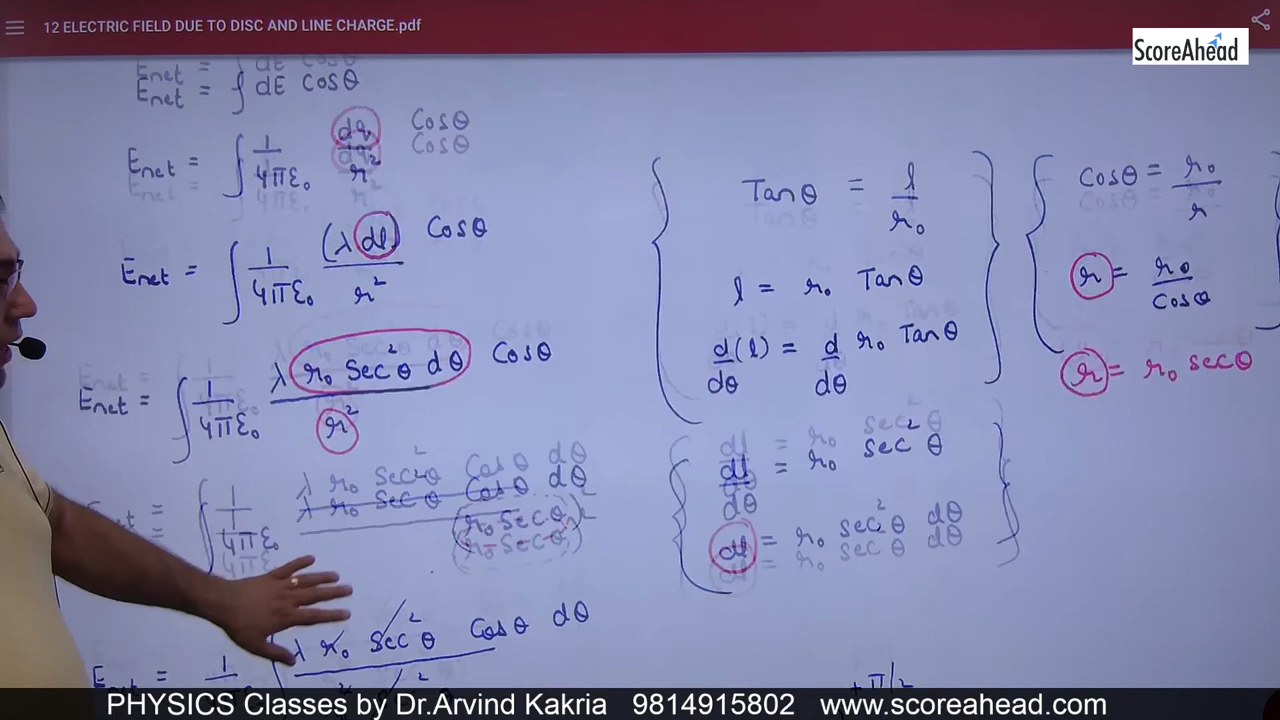 12 ELECTRIC FIELD DUE TO DISC AND LINE CHARGE.pdf
ScoreAhead
Enet = ∫ dE Cosθ
Enet = ∫ 1/4πε₀ dq/r² Cosθ
Enet = ∫ 1/4πε₀ (λ dl)/r² Cosθ
Enet = ∫ 1/4πε₀ λ r₀ Sec²θ dθ/r² Cosθ
= ∫ 1/4πε₀ λ r₀ Sec²θ Cosθ dθ/(r₀ Secθ)²
Enet = λ r₀ Sec²θ Cosθ dθ
Tanθ = l/r₀
l = r₀ Tanθ
d/dθ (l) = d/dθ r₀ Tanθ
dl/dθ = r₀ sec²θ
dl = r₀ sec²θ dθ
+π/2
Cosθ = r₀/r
r = r₀/Cosθ
r = r₀ secθ
PHYSICS Classes by Dr.Arvind Kakria 9814915802 www.scoreahead.com